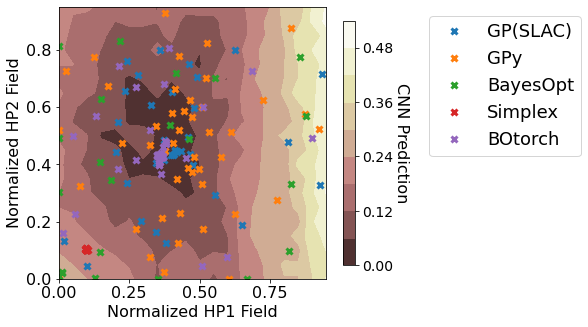 0.8
0.6
0.4
0.2
0.0
0.00
0.25
0.50
0.75
Normalized HP2 Field
Normalized HP1 Field
0.48
0.36
0.24
0.12
0.00
CNN Prediction
GP(SLAC)
GPy
BayesOpt
Simplex
BOtorch